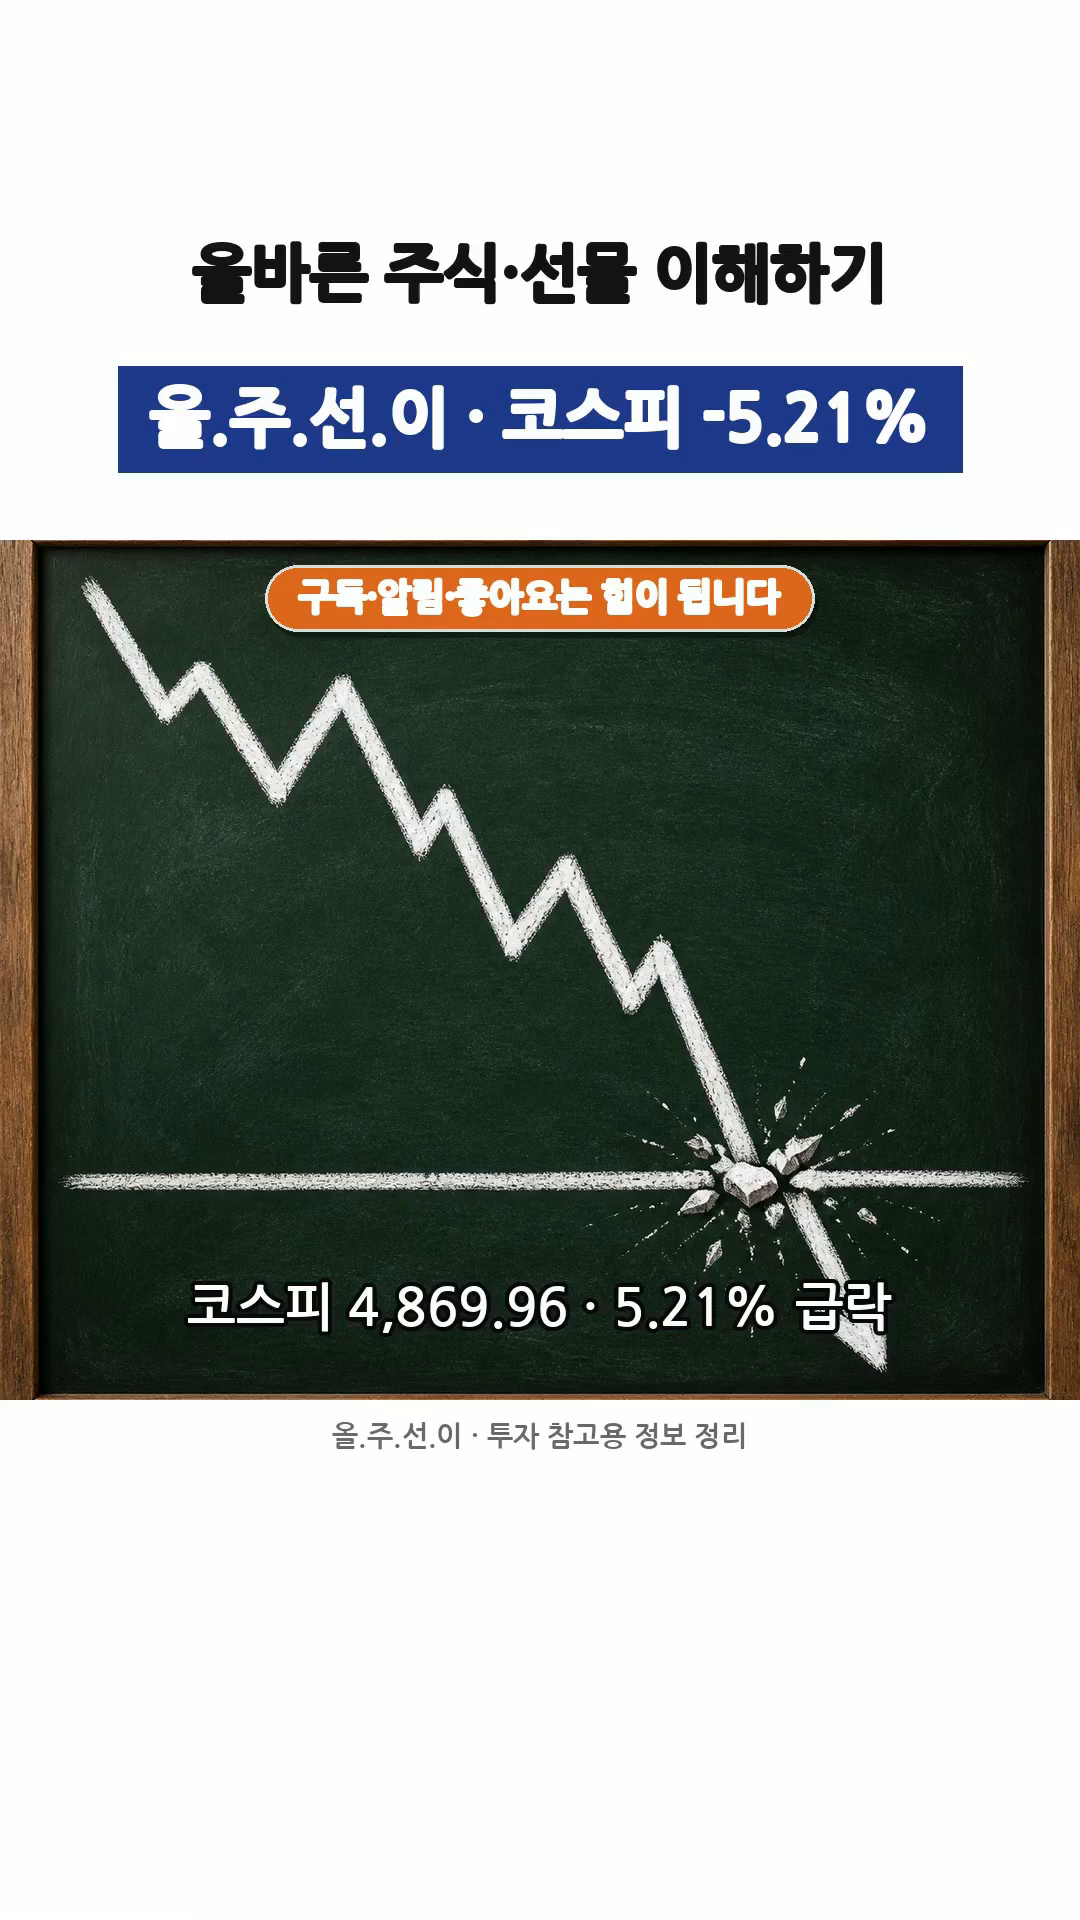 올바른 주식·선물 이해하기
올.주.선.이 · 코스피 -5.21%
구독·알림·좋아요는 힘이 됩니다
코스피 4,869.96 · 5.21% 급락
올.주.선.이 · 투자 참고용 정보 정리